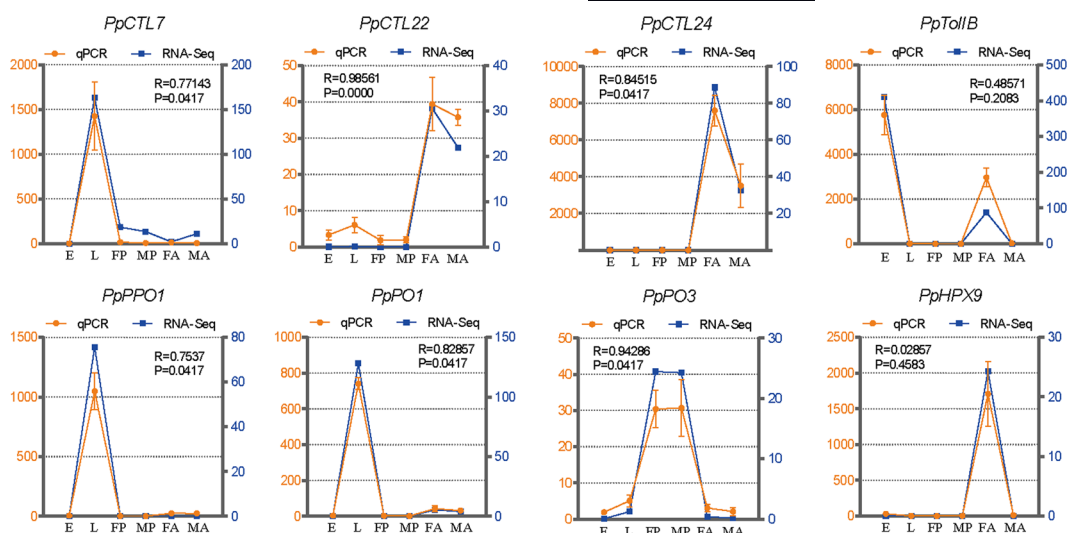 PpCTL7 PpCTL22 PpCTL24 PpTollB
qPCR RNA-Seq qPCR RNA-Seq qPCR RNA-Seq qPCR RNA-Seq
R=0.77143
P=0.0417
2000
1500
1000
500
0
200
150
100
50
0
E L FP MP FA MA
R=0.98561
P=0.0000
50
40
30
20
10
0
40
30
20
10
0
E L FP MP FA MA
R=0.84515
P=0.0417
10000
8000
6000
4000
2000
100
80
60
40
20
E L FP MP FA MA
R=0.48571
P=0.2083
8000
6000
4000
2000
0
500
400
300
200
100
0
E L FP MP FA MA
PpPPO1 PpPO1 PpPO3 PpHPX9
qPCR RNA-Seq qPCR RNA-Seq qPCR RNA-Seq qPCR RNA-Seq
R=0.7537
P=0.0417
1500
1000
500
0
80
60
40
20
0
E L FP MP FA MA
R=0.82857
P=0.0417
1000
800
600
400
200
0
150
100
50
0
E L FP MP FA MA
R=0.94286
P=0.0417
50
40
30
20
10
0
30
20
10
0
E L FP MP FA MA
R=0.02857
P=0.4583
2500
2000
1500
1000
500
0
30
20
10
0
E L FP MP FA MA